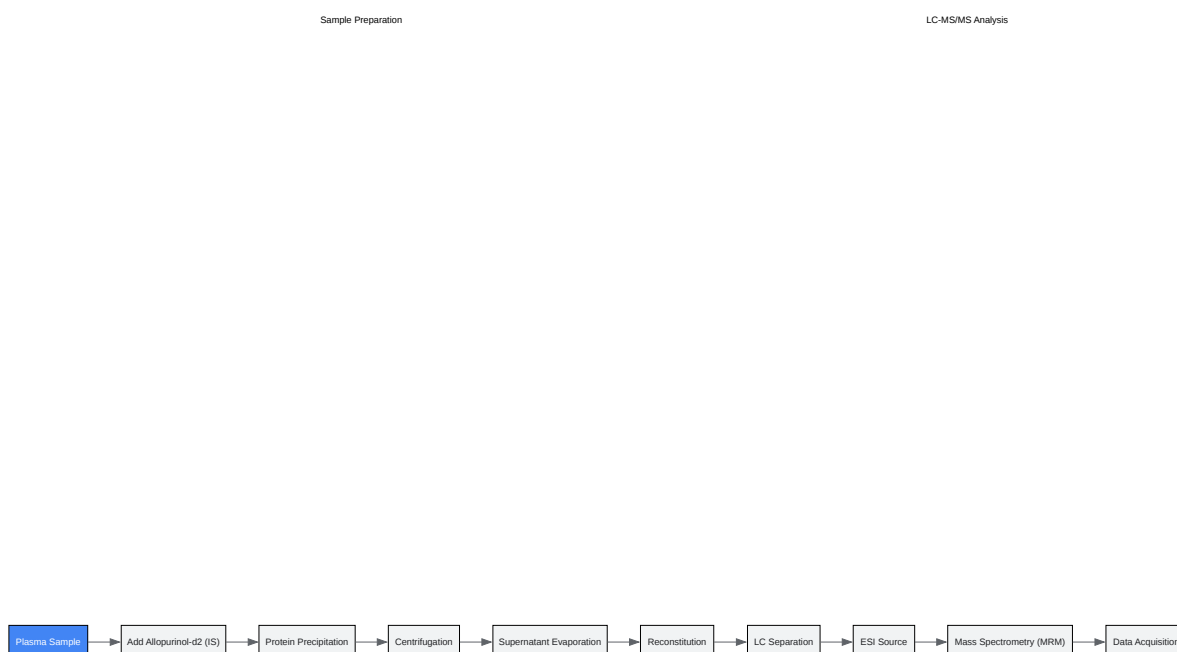 Sample Preparation
LC-MS/MS Analysis
Plasma Sample
Add Allopurinol-d2 (IS)
Protein Precipitation
Centrifugation
Supernatant Evaporation
Reconstitution
LC Separation
ESI Source
Mass Spectrometry (MRM)
Data Acquisition